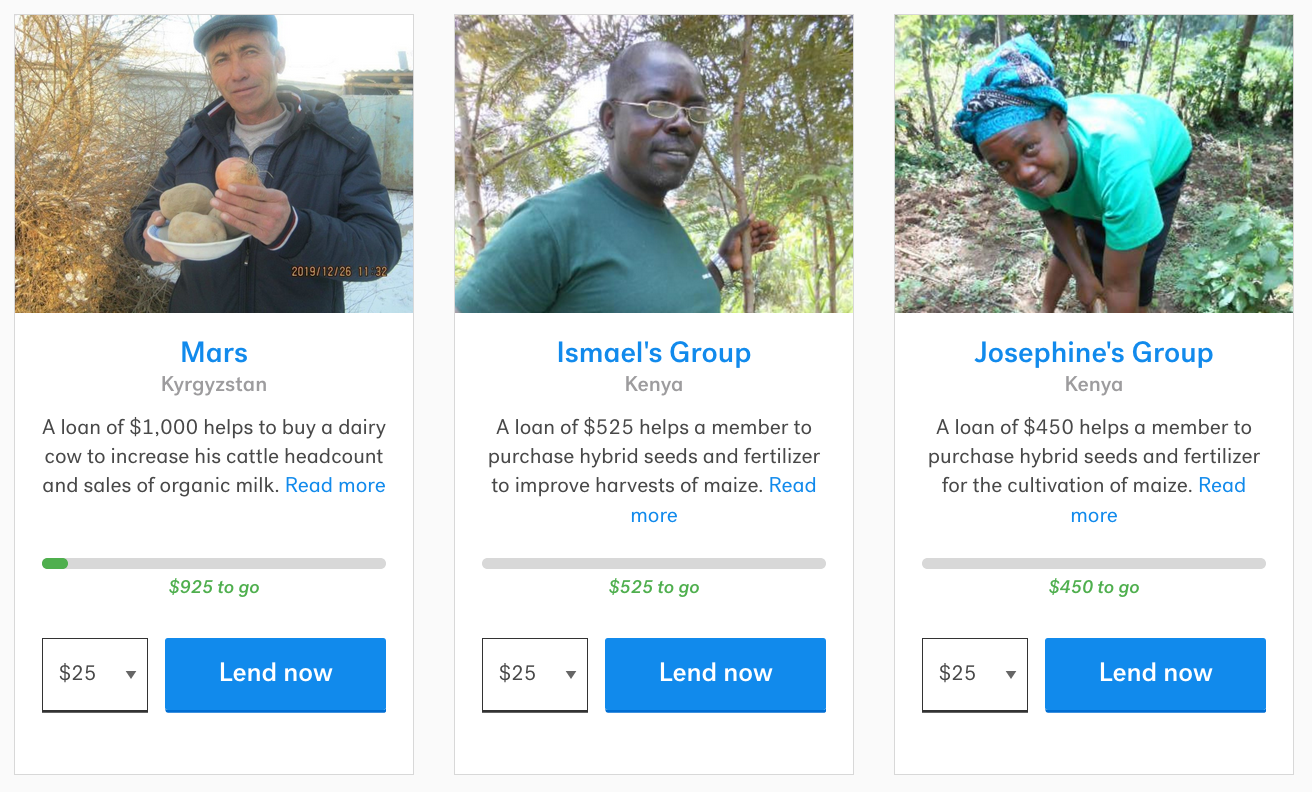 2019/12/26 11 32
Mars
Kyrgyzstan
A loan of $1,000 helps to buy a dairy
cow to increase his cattle headcount
and sales of organic milk. Read more
$925 to go
$25
Lend now
Ismael's Group
Kenya
A loan of $525 helps a member to
purchase hybrid seeds and fertilizer
to improve harvests of maize. Read
more
$525 to go
$25
Lend now
Josephine's Group
Kenya
A loan of $450 helps a member to
purchase hybrid seeds and fertilizer
for the cultivation of maize. Read
more
$450 to go
$25
Lend now